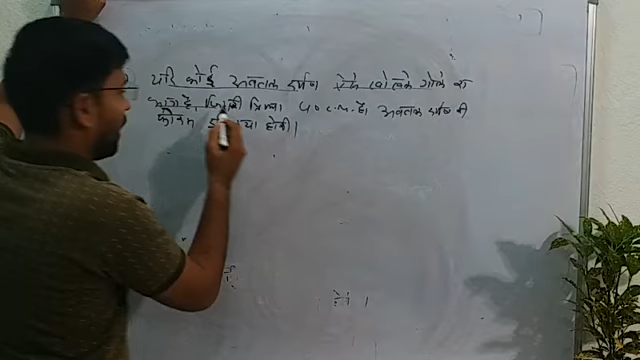 यदि कोई अवतल दर्पण ऐसे खोखले गोले का
भाग है, जिसकी त्रिज्या 40 c.m. है। अवतल दर्पण की
फोकस होगी।